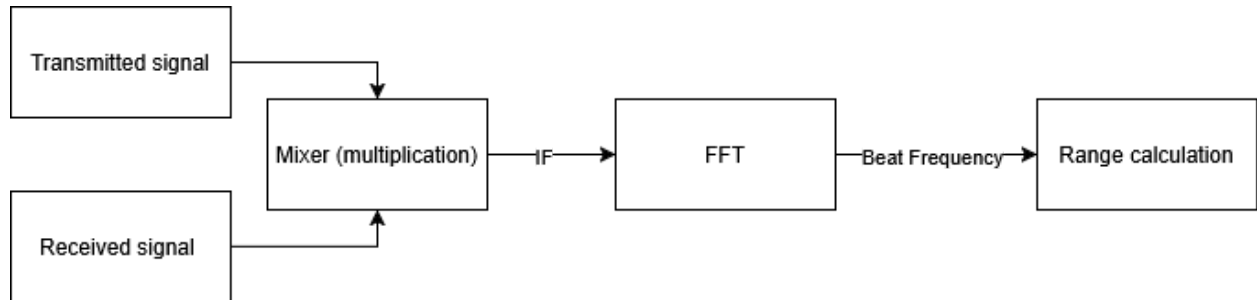 Transmitted signal
Mixer (multiplication)
IF
FFT
Beat Frequency
Range calculation
Received signal